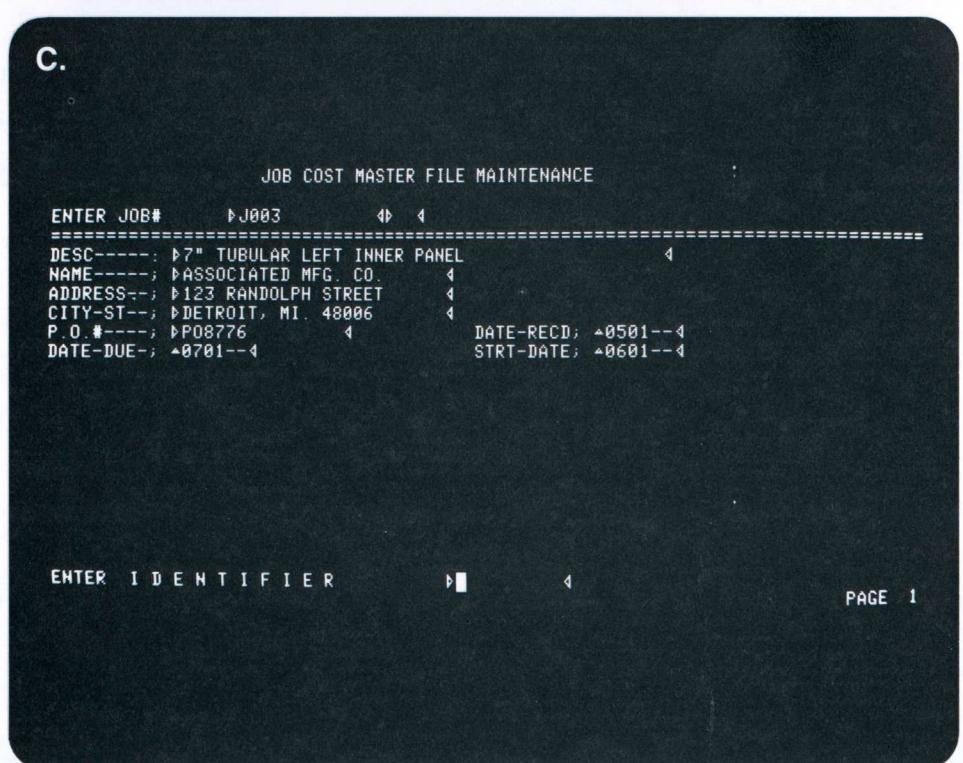 C.
JOB COST MASTER FILE MAINTENANCE
ENTER JOB# ▷J003 ◁▷ ◁
==============================================================================
DESC-----: ▷7" TUBULAR LEFT INNER PANEL ◁
NAME-----; ▷ASSOCIATED MFG. CO. ◁
ADDRESS--; ▷123 RANDOLPH STREET ◁
CITY-ST--; ▷DETROIT, MI. 48006 ◁
P.O.#----; ▷PO8776 ◁ DATE-RECD; ▵0501--◁
DATE-DUE-; ▵0701--◁ STRT-DATE; ▵0601--◁
ENTER I D E N T I F I E R ▷█ ◁
PAGE 1